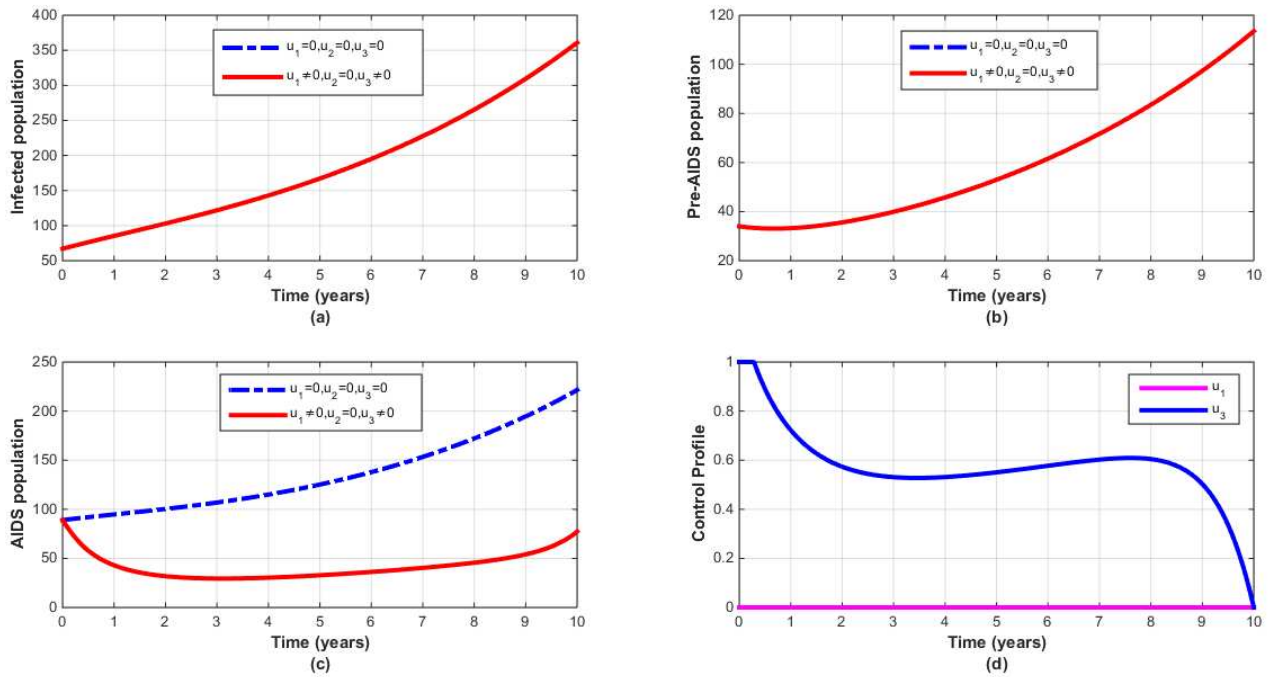 400
350
300
250
200
150
100
50
Infected population
u1=0,u2=0,u3=0
u1≠0,u2=0,u3≠0
0 1 2 3 4 5 6 7 8 9 10
Time (years)
(a)
120
100
80
60
40
20
Pre-AIDS population
u1=0,u2=0,u3=0
u1≠0,u2=0,u3≠0
0 1 2 3 4 5 6 7 8 9 10
Time (years)
(b)
250
200
150
100
50
0
AIDS population
u1=0,u2=0,u3=0
u1≠0,u2=0,u3≠0
0 1 2 3 4 5 6 7 8 9 10
Time (years)
(c)
1
0.8
0.6
0.4
0.2
0
Control Profile
u1
u3
0 1 2 3 4 5 6 7 8 9 10
Time (years)
(d)